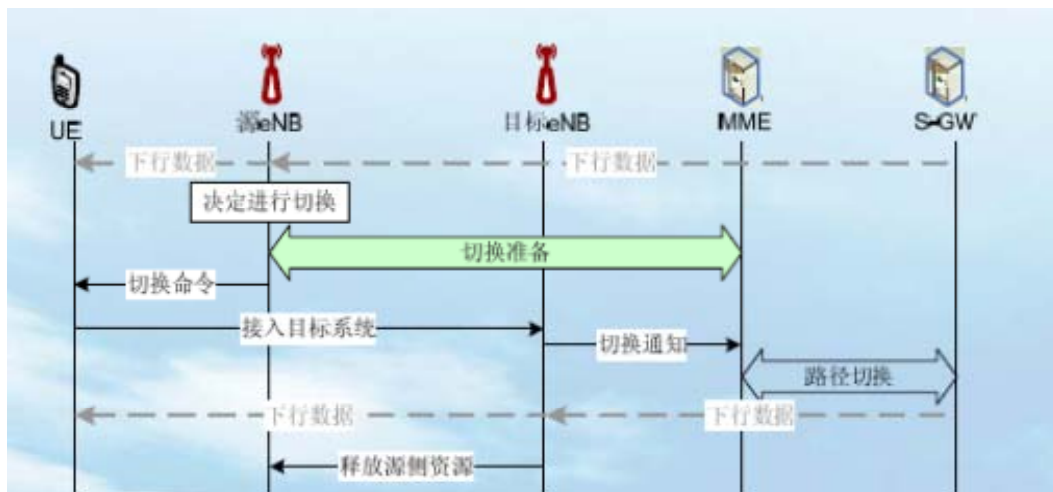 UE
源eNB
目标eNB
MME
S-GW
下行数据
下行数据
决定进行切换
切换准备
切换命令
接入目标系统
切换通知
路径切换
下行数据
下行数据
释放源侧资源